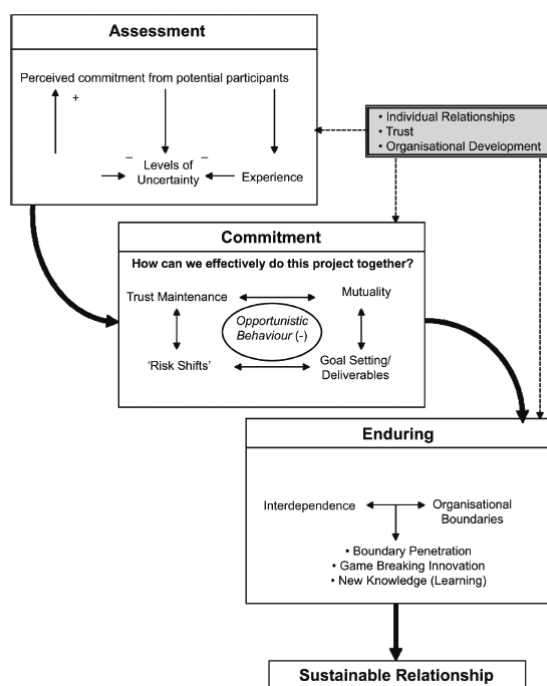 Assessment
Perceived commitment from potential participants
+
– Levels of –
Uncertainty
Experience
• Individual Relationships
• Trust
• Organisational Development
Commitment
How can we effectively do this project together?
Trust Maintenance
Mutuality
Opportunistic
Behaviour (-)
'Risk Shifts'
Goal Setting/
Deliverables
Enduring
Interdependence
Organisational
Boundaries
• Boundary Penetration
• Game Breaking Innovation
• New Knowledge (Learning)
Sustainable Relationship